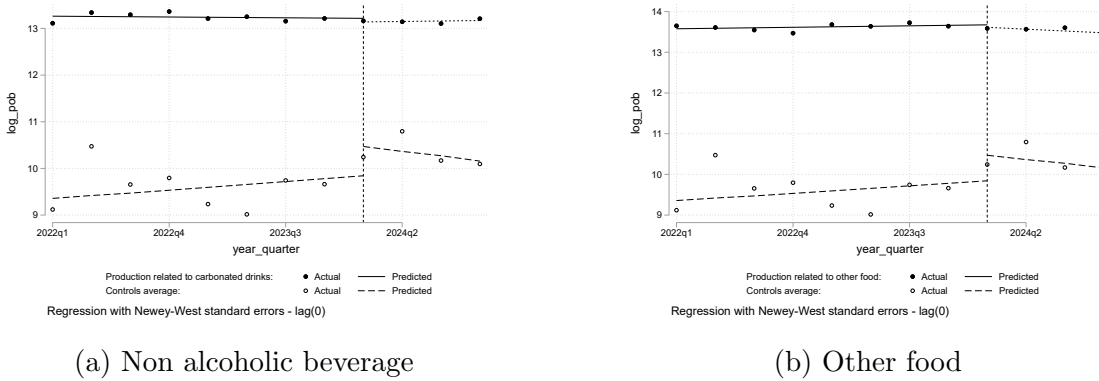 13
12
11
10
9
log_pob
2022q1
2022q4
2023q3
2024q2
year_quarter
Production related to carbonated drinks:
Actual
Predicted
Controls average:
Actual
Predicted
Regression with Newey-West standard errors - lag(0)
(a) Non alcoholic beverage
14
13
12
11
10
9
log_pob
2022q1
2022q4
2023q3
2024q2
year_quarter
Production related to other food:
Actual
Predicted
Controls average:
Actual
Predicted
Regression with Newey-West standard errors - lag(0)
(b) Other food